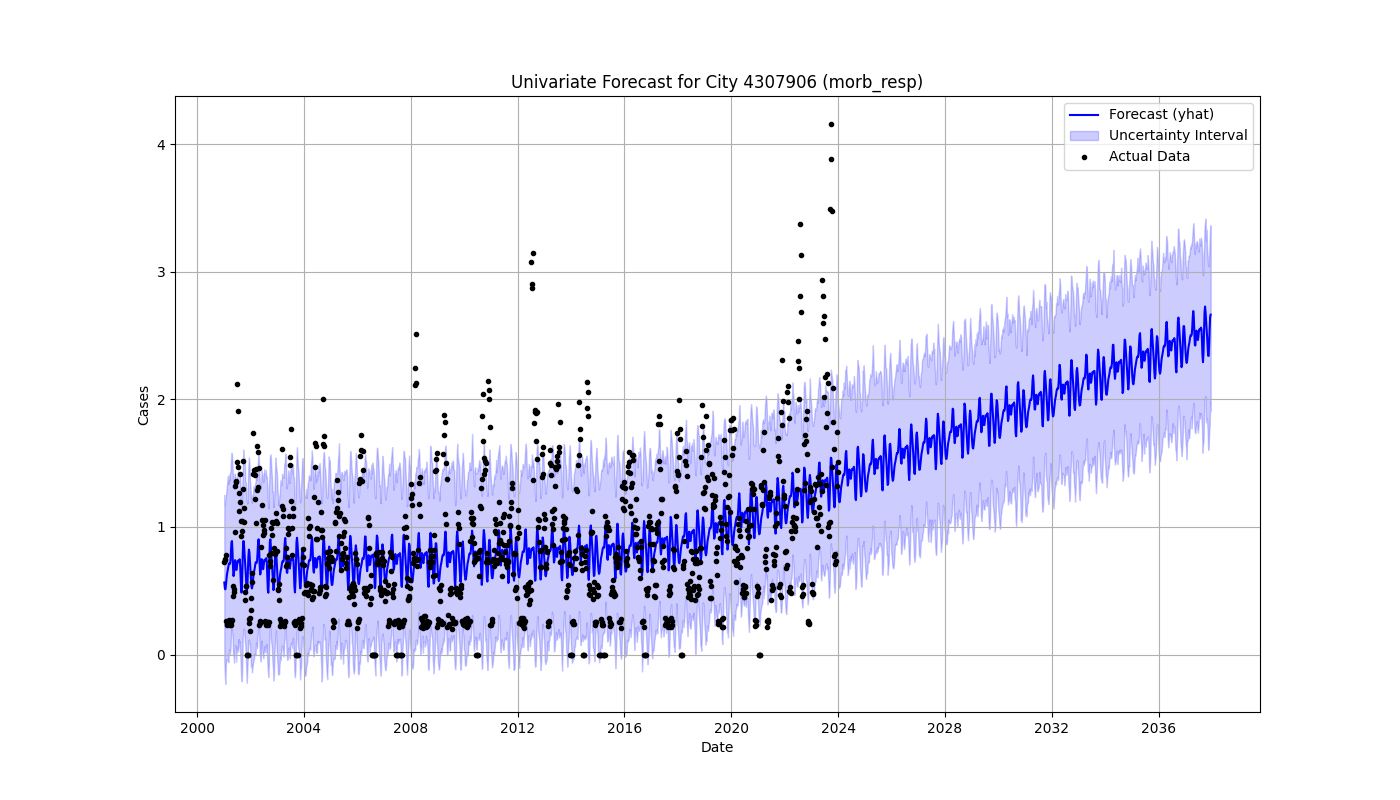 Univariate Forecast for City 4307906 (morb_resp)
Forecast (yhat)
Uncertainty Interval
Actual Data
4
3
2
1
0
Cases
2000 2004 2008 2012 2016 2020 2024 2028 2032 2036
Date